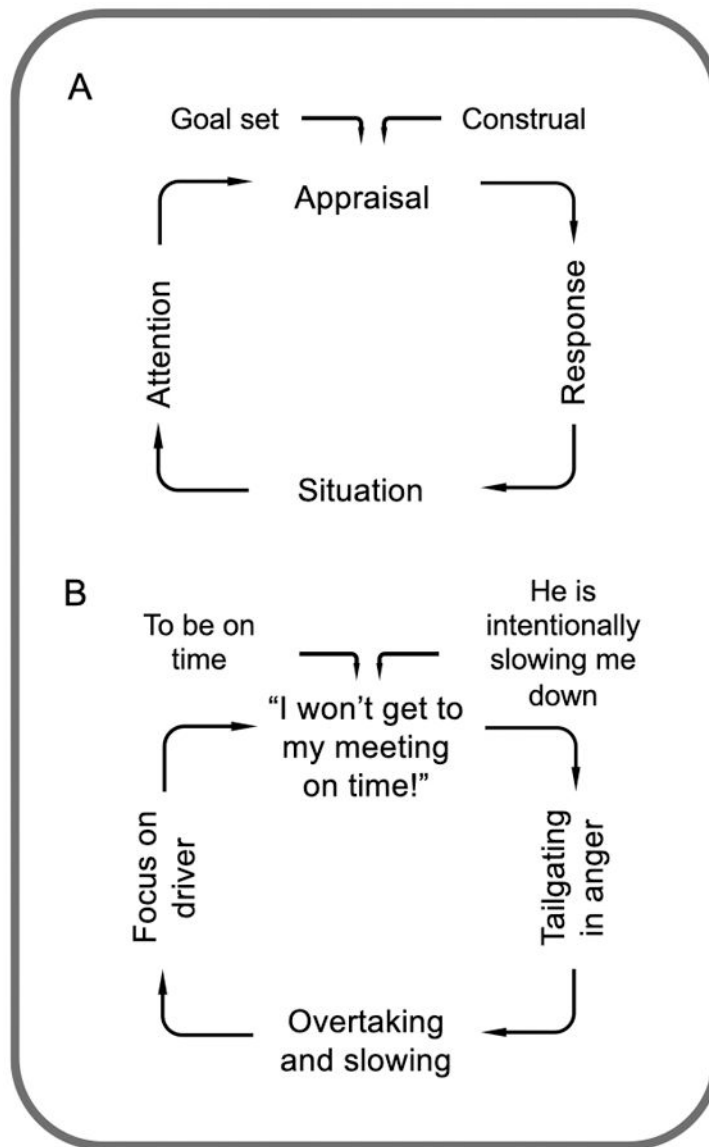 A
Goal set
Construal
Appraisal
Attention
Response
Situation
B
To be on
time
He is
intentionally
slowing me
down
“I won’t get to
my meeting
on time!”
Focus on
driver
Tailgating
in anger
Overtaking
and slowing